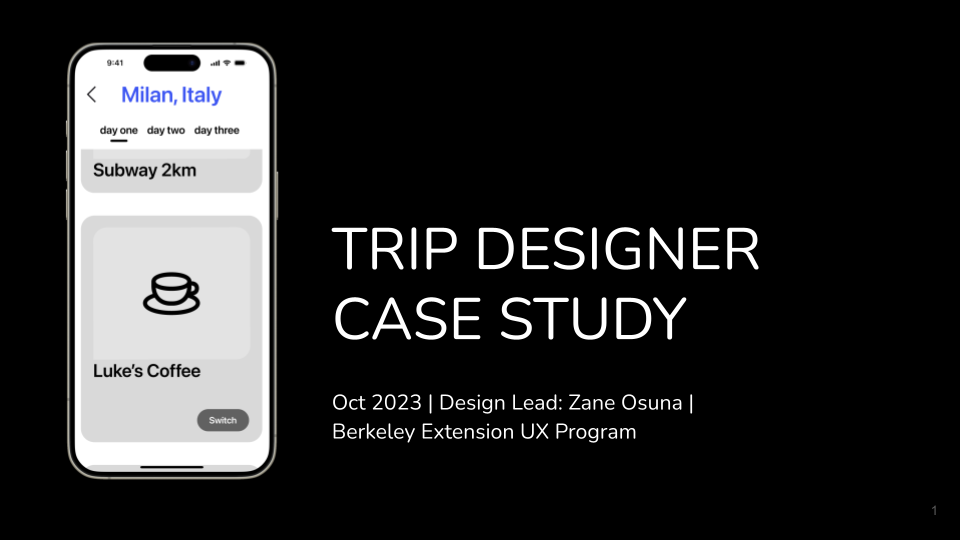 9:41
Milan, Italy
day one day two day three
Subway 2km
Luke's Coffee
Switch
TRIP DESIGNER
CASE STUDY
Oct 2023 | Design Lead: Zane Osuna |
Berkeley Extension UX Program
1